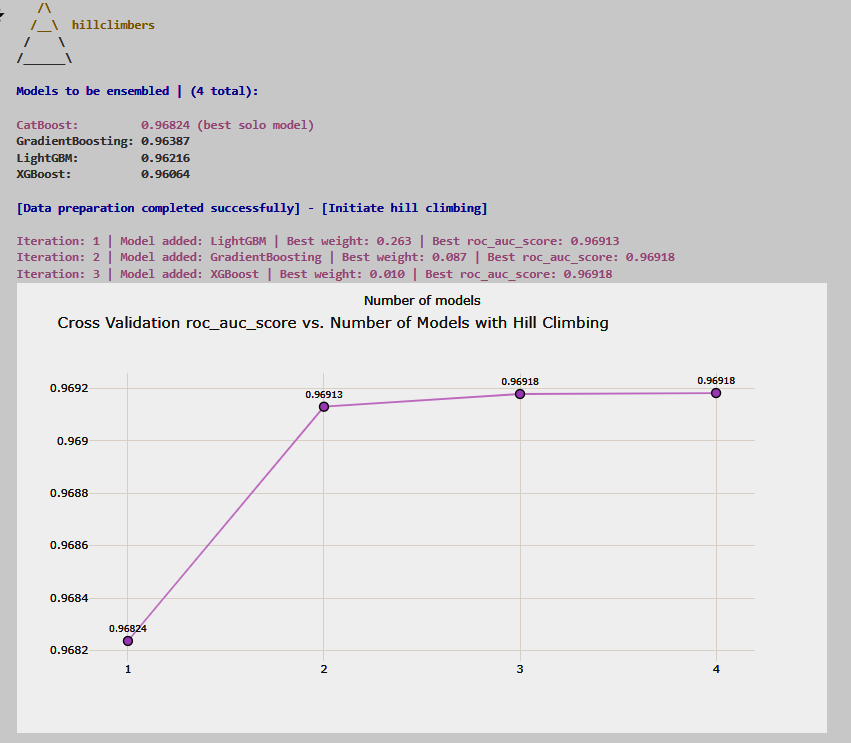 hillclimbers
Models to be ensembled | (4 total):
CatBoost: 0.96824 (best solo model)
GradientBoosting: 0.96387
LightGBM: 0.96216
XGBoost: 0.96064
[Data preparation completed successfully] - [Initiate hill climbing]
Iteration: 1 | Model added: LightGBM | Best weight: 0.263 | Best roc_auc_score: 0.96913
Iteration: 2 | Model added: GradientBoosting | Best weight: 0.087 | Best roc_auc_score: 0.96918
Iteration: 3 | Model added: XGBoost | Best weight: 0.010 | Best roc_auc_score: 0.96918
Number of models
Cross Validation roc_auc_score vs. Number of Models with Hill Climbing
0.96918
0.96918
0.9692
0.96913
0.969
0.9688
0.9686
0.9684
0.96824
0.9682
1 2 3 4